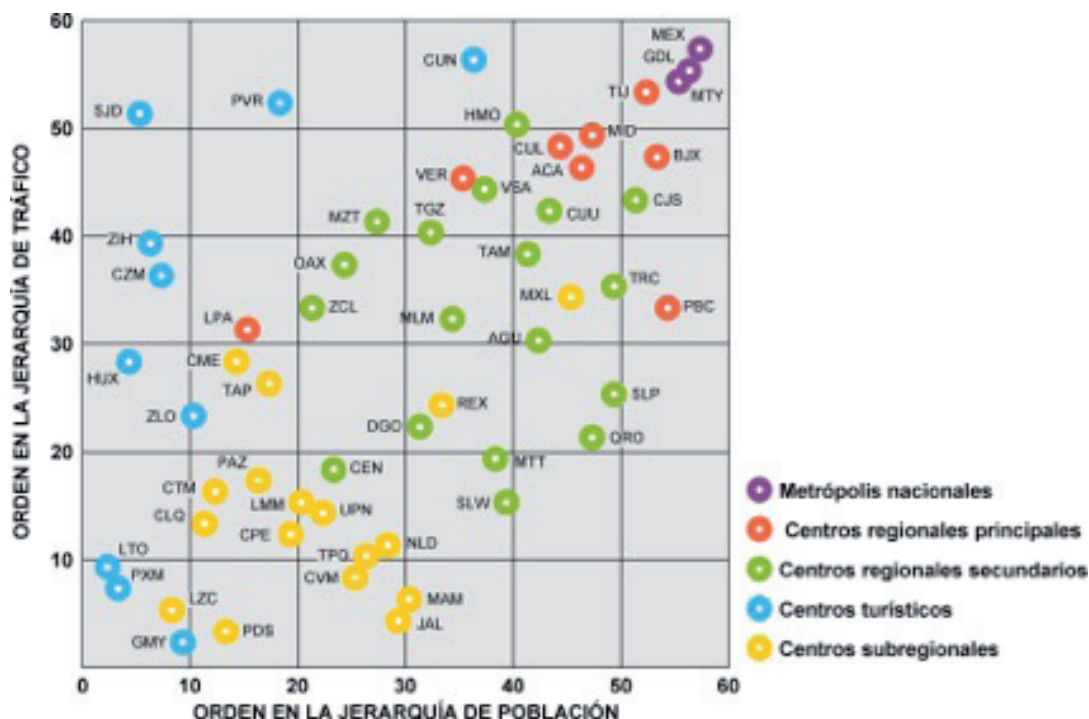 ORDEN EN LA JERARQUÍA DE TRÁFICO
60
50
40
30
20
10
MEX
GDL
MTY
CUN
TIJ
SJD
PVR
HMO
MID
CUL
BJX
ACA
VER
VSA
CJS
MZT
TGZ
CUU
ZIH
TAM
OAX
CZM
TRC
MXL
ZCL
PBC
MLM
LPA
AGU
CME
HUX
TAP
SLP
REX
ZLO
DGO
QRO
PAZ
CEN
MTT
CTM
LMM
UPN
SLW
CLQ
CPE
NLD
LTO
TPQ
PXM
CVM
LZC
MAM
PDS
JAL
GMY
0 10 20 30 40 50 60
ORDEN EN LA JERARQUÍA DE POBLACIÓN
Metrópolis nacionales
Centros regionales principales
Centros regionales secundarios
Centros turísticos
Centros subregionales